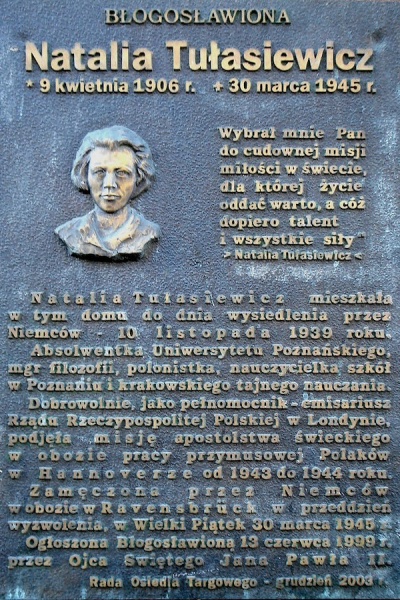 BŁOGOSŁAWIONA
Natalia Tułasiewicz
* 9 kwietnia 1906 r. + 30 marca 1945 r.
Wybrał mnie Pan
do cudownej misji
miłości w świecie,
dla której życie
oddać warto, a cóż
dopiero talent
i wszystkie siły
> Natalia Tułasiewicz <
Natalia Tułasiewicz mieszkała
w tym domu do dnia wysiedlenia przez
Niemców - 10 listopada 1939 roku.
Absolwentka Uniwersytetu Poznańskiego,
mgr filozofii, polonistka, nauczycielka szkół
w Poznaniu i krakowskiego tajnego nauczania.
Dobrowolnie, jako pełnomocnik - emisariusz
Rządu Rzeczypospolitej Polskiej w Londynie,
podjęła misję apostolstwa świeckiego
w obozie pracy przymusowej Polaków
w Hannoverze od 1943 do 1944 roku.
Zamęczona przez Niemców
w obozie w Ravensbrück w przeddzień
wyzwolenia, w Wielki Piątek 30 marca 1945 r.
Ogłoszona Błogosławioną 13 czerwca 1999 r.
przez Ojca Świętego Jana Pawła II.
Rada Osiedla Targowego - grudzień 2003 r.